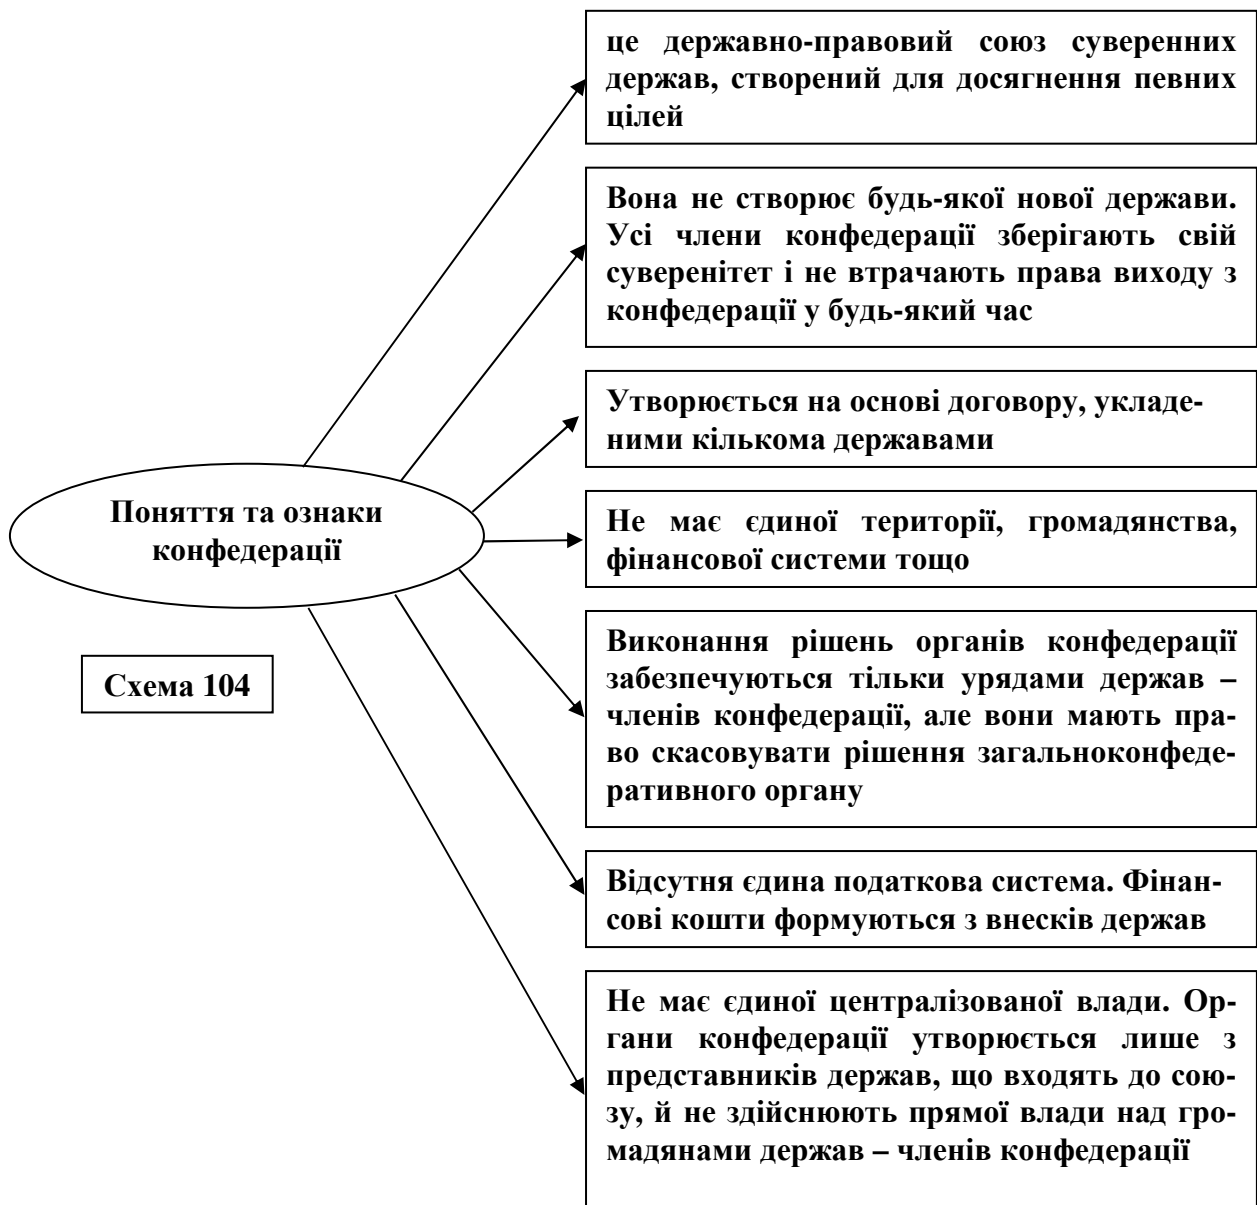 це державно-правовий союз суверенних
держав, створений для досягнення певних
цілей
Вона не створює будь-якої нової держави.
Усі члени конфедерації зберігають свій
суверенітет і не втрачають права виходу з
конфедерації у будь-який час
Утворюється на основі договору, укладе-
ними кількома державами
Поняття та ознаки
конфедерації
Не має єдиної території, громадянства,
фінансової системи тощо
Виконання рішень органів конфедерації
забезпечуються тільки урядами держав –
членів конфедерації, але вони мають пра-
во скасовувати рішення загальноконфеде-
ративного органу
Схема 104
Відсутня єдина податкова система. Фінан-
сові кошти формуються з внесків держав
Не має єдиної централізованої влади. Ор-
гани конфедерації утворюється лише з
представників держав, що входять до сою-
зу, й не здійснюють прямої влади над гро-
мадянами держав – членів конфедерації